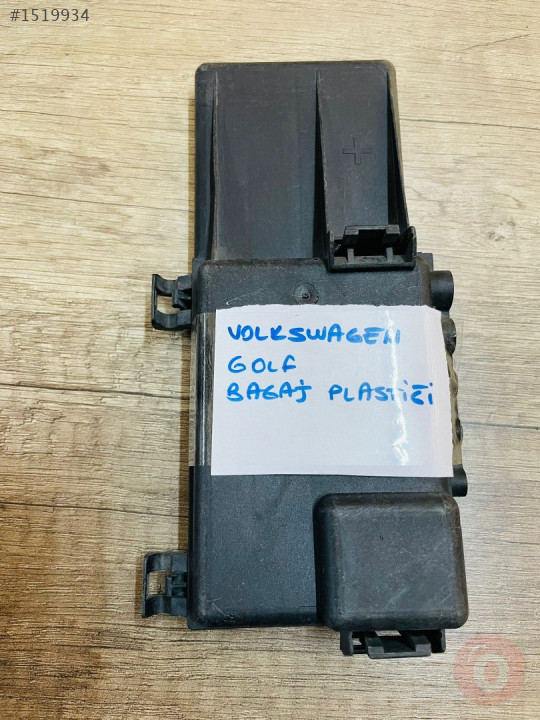 #1519934
VOLKSWAGEN
GOLF
BAGAJ PLASTİĞİ